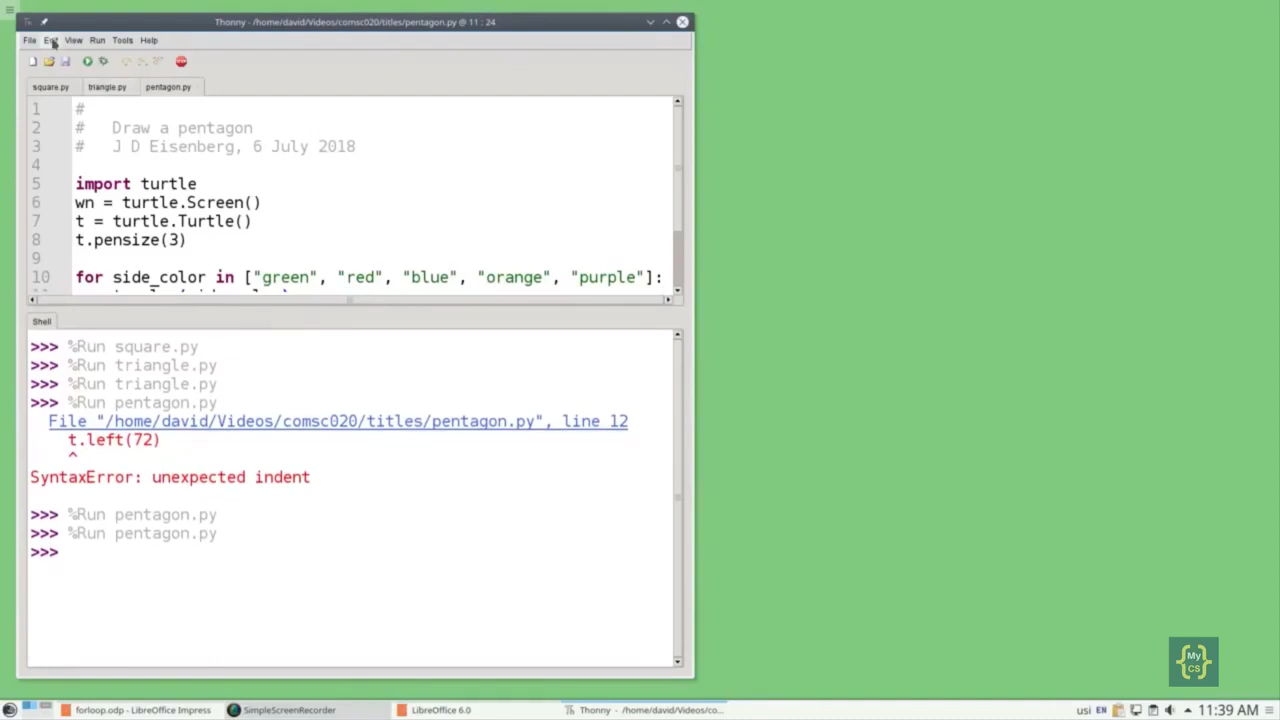 Thonny - /home/david/Videos/comsc020/titles/pentagon.py @ 11 : 24
File Edit View Run Tools Help
square.py triangle.py pentagon.py
1 #
2 # Draw a pentagon
3 # J D Eisenberg, 6 July 2018
4
5 import turtle
6 wn = turtle.Screen()
7 t = turtle.Turtle()
8 t.pensize(3)
9
10 for side_color in ["green", "red", "blue", "orange", "purple"]:
Shell
>>> %Run square.py
>>> %Run triangle.py
>>> %Run triangle.py
>>> %Run pentagon.py
File "/home/david/Videos/comsc020/titles/pentagon.py", line 12
t.left(72)
^
SyntaxError: unexpected indent
>>> %Run pentagon.py
>>> %Run pentagon.py
>>>
{My CS}
forloop.odp - LibreOffice Impress SimpleScreenRecorder LibreOffice 6.0 Thonny - /home/david/Videos/co... usi EN 11:39 AM